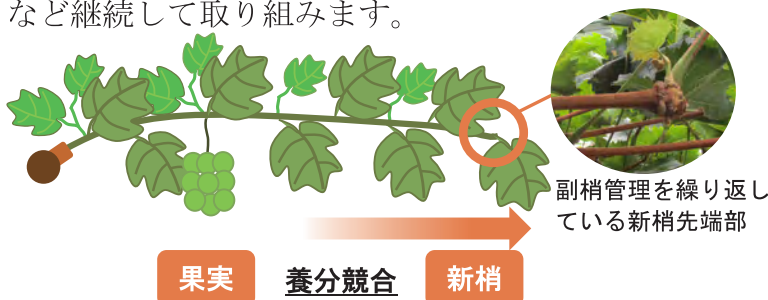 など継続して取り組みます。
副梢管理を繰り返し
ている新梢先端部
果実
養分競合
新梢